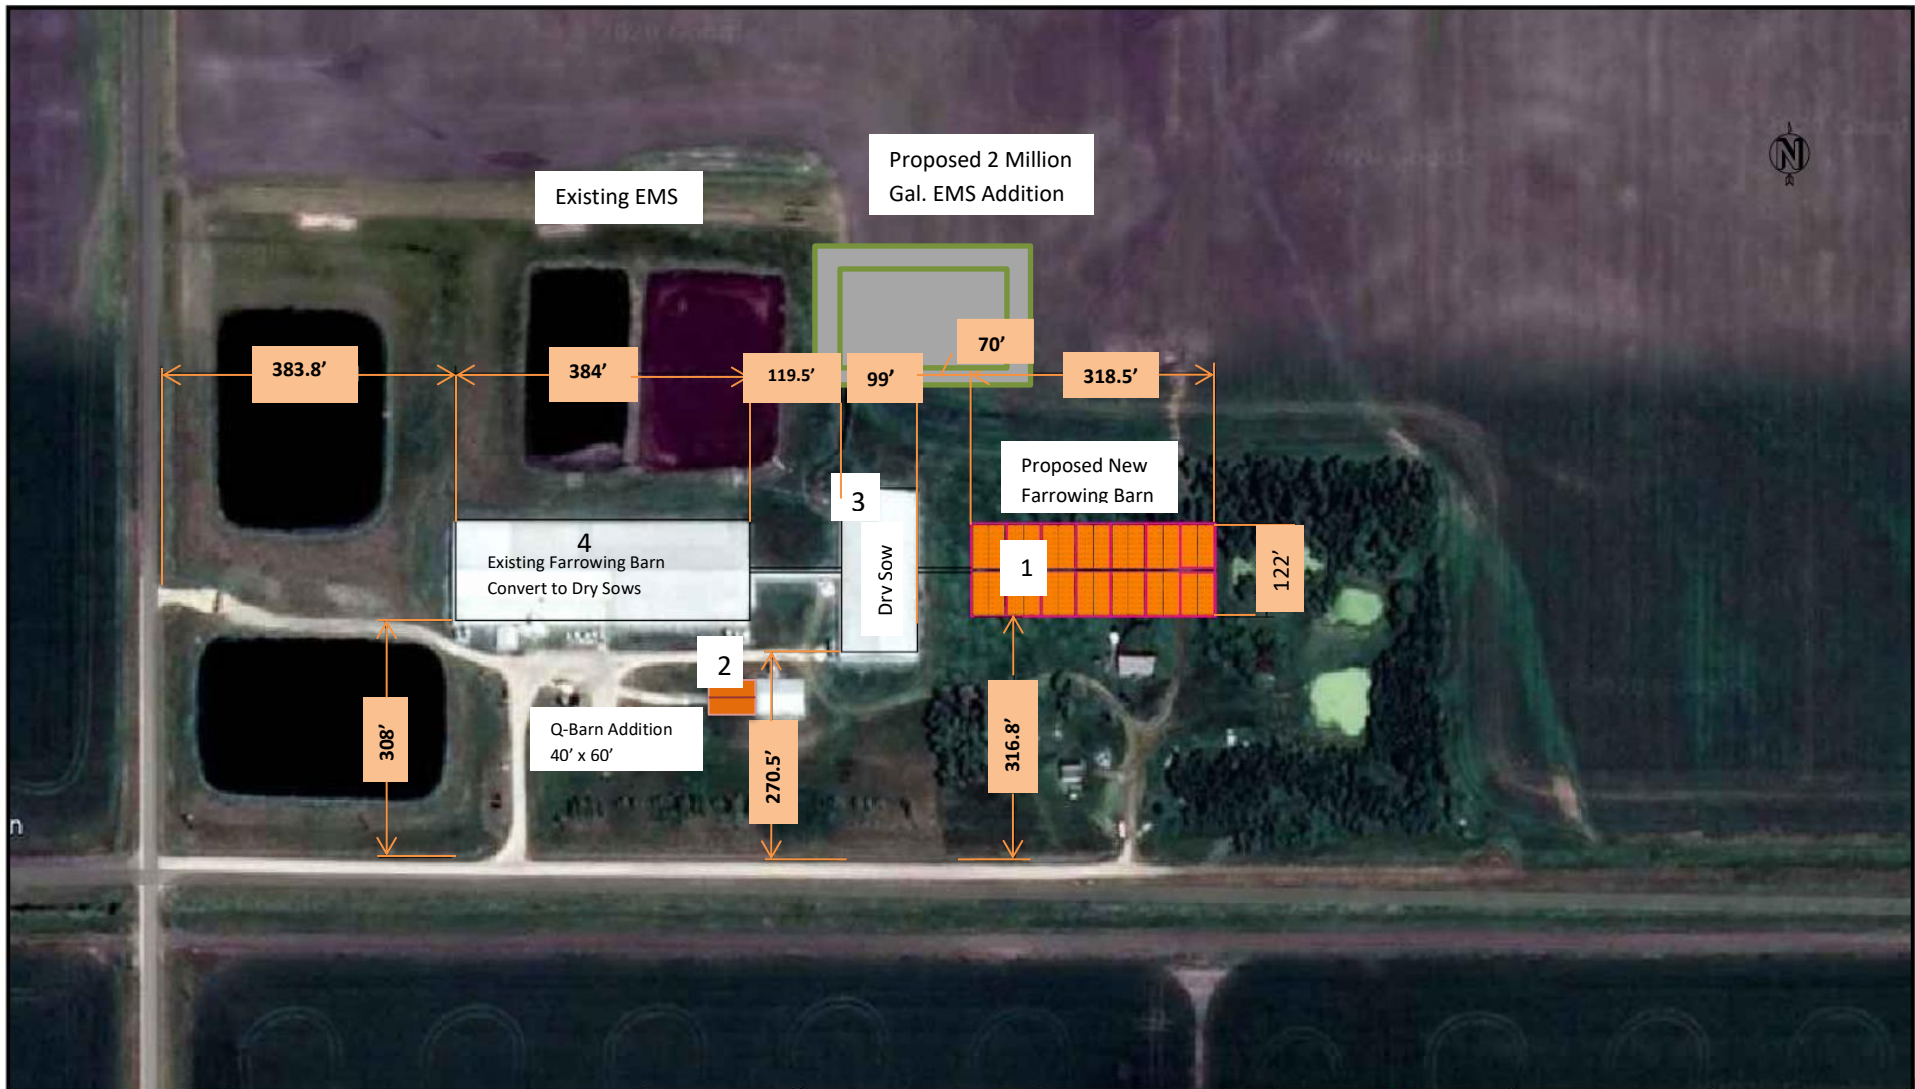 N
Proposed 2 Million
Gal. EMS Addition
Existing EMS
70'
383.8'
384'
119.5'
99'
318.5'
Proposed New
Farrowing Barn
3
4
Existing Farrowing Barn
Convert to Dry Sows
Dry Sow
1
122'
2
Q-Barn Addition
40' x 60'
308'
270.5'
316.8'
n